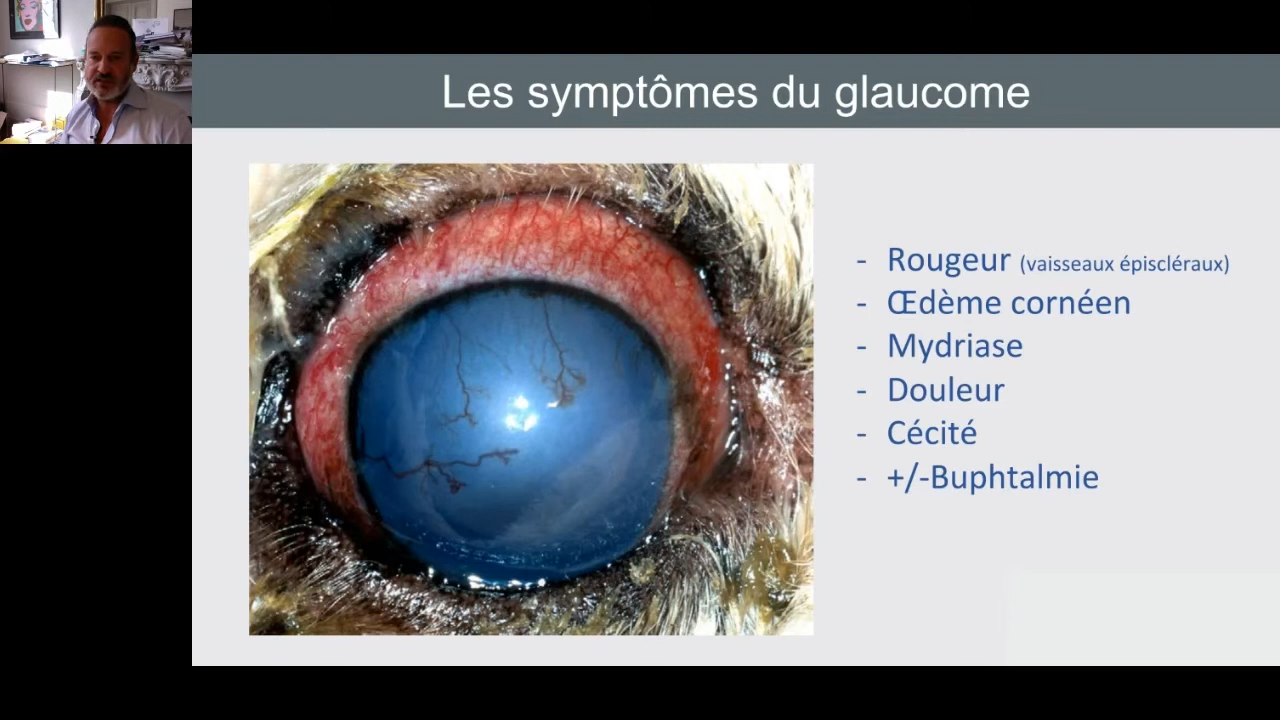 Les symptômes du glaucome
- Rougeur (vaisseaux épiscléraux)
- Œdème cornéen
- Mydriase
- Douleur
- Cécité
- +/-Buphtalmie